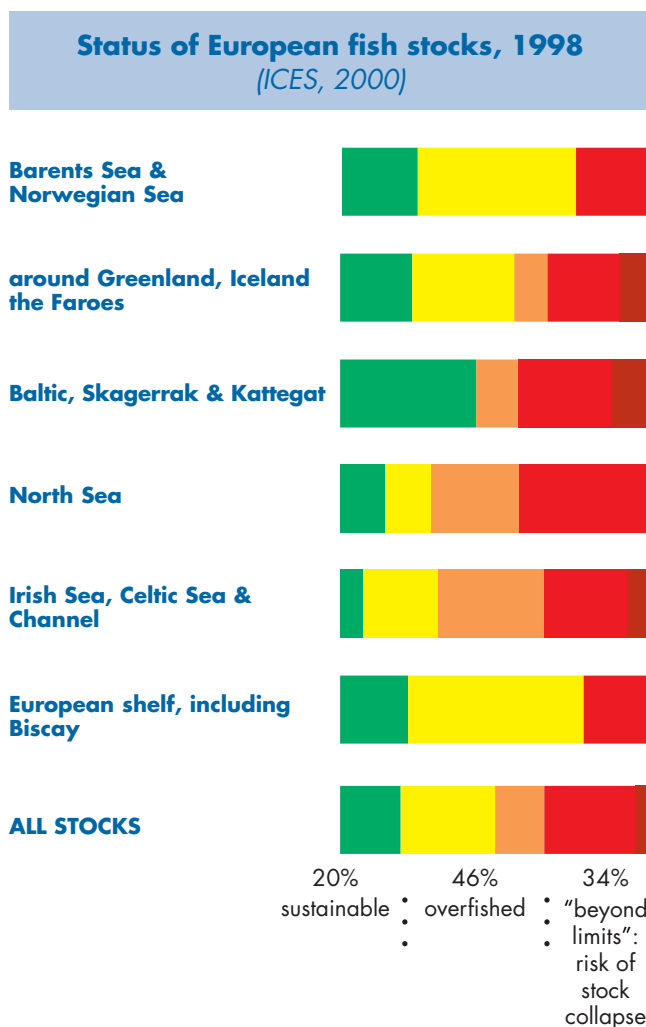 Status of European fish stocks, 1998
(ICES, 2000)
Barents Sea &
Norwegian Sea
around Greenland, Iceland
the Faroes
Baltic, Skagerrak & Kattegat
North Sea
Irish Sea, Celtic Sea &
Channel
European shelf, including
Biscay
ALL STOCKS
20%
sustainable
46%
overfished
34%
"beyond
limits":
risk of
stock
collapse